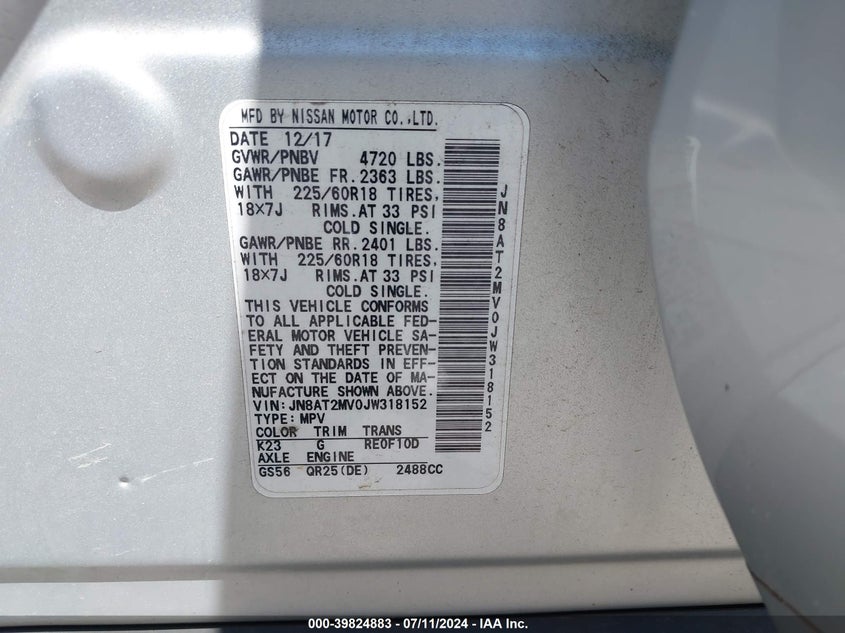 MFD BY NISSAN MOTOR CO.,LTD.
DATE 12/17
GVWR/PNBV 4720 LBS.
GAWR/PNBE FR. 2363 LBS.
WITH 225/60R18 TIRES,
18X7J RIMS.AT 33 PSI
COLD SINGLE.
GAWR/PNBE RR. 2401 LBS.
WITH 225/60R18 TIRES,
18X7J RIMS.AT 33 PSI
COLD SINGLE.
THIS VEHICLE CONFORMS
TO ALL APPLICABLE FED-
ERAL MOTOR VEHICLE SA-
FETY AND THEFT PREVEN-
TION STANDARDS IN EFF-
ECT ON THE DATE OF MA-
NUFACTURE SHOWN ABOVE.
VIN: JN8AT2MV0JW318152
TYPE: MPV
COLOR TRIM TRANS
K23 G RE0F10D
AXLE ENGINE
GS56 QR25(DE) 2488CC
JN8AT2MV0JW318152
000-39824883 - 07/11/2024 - IAA Inc.